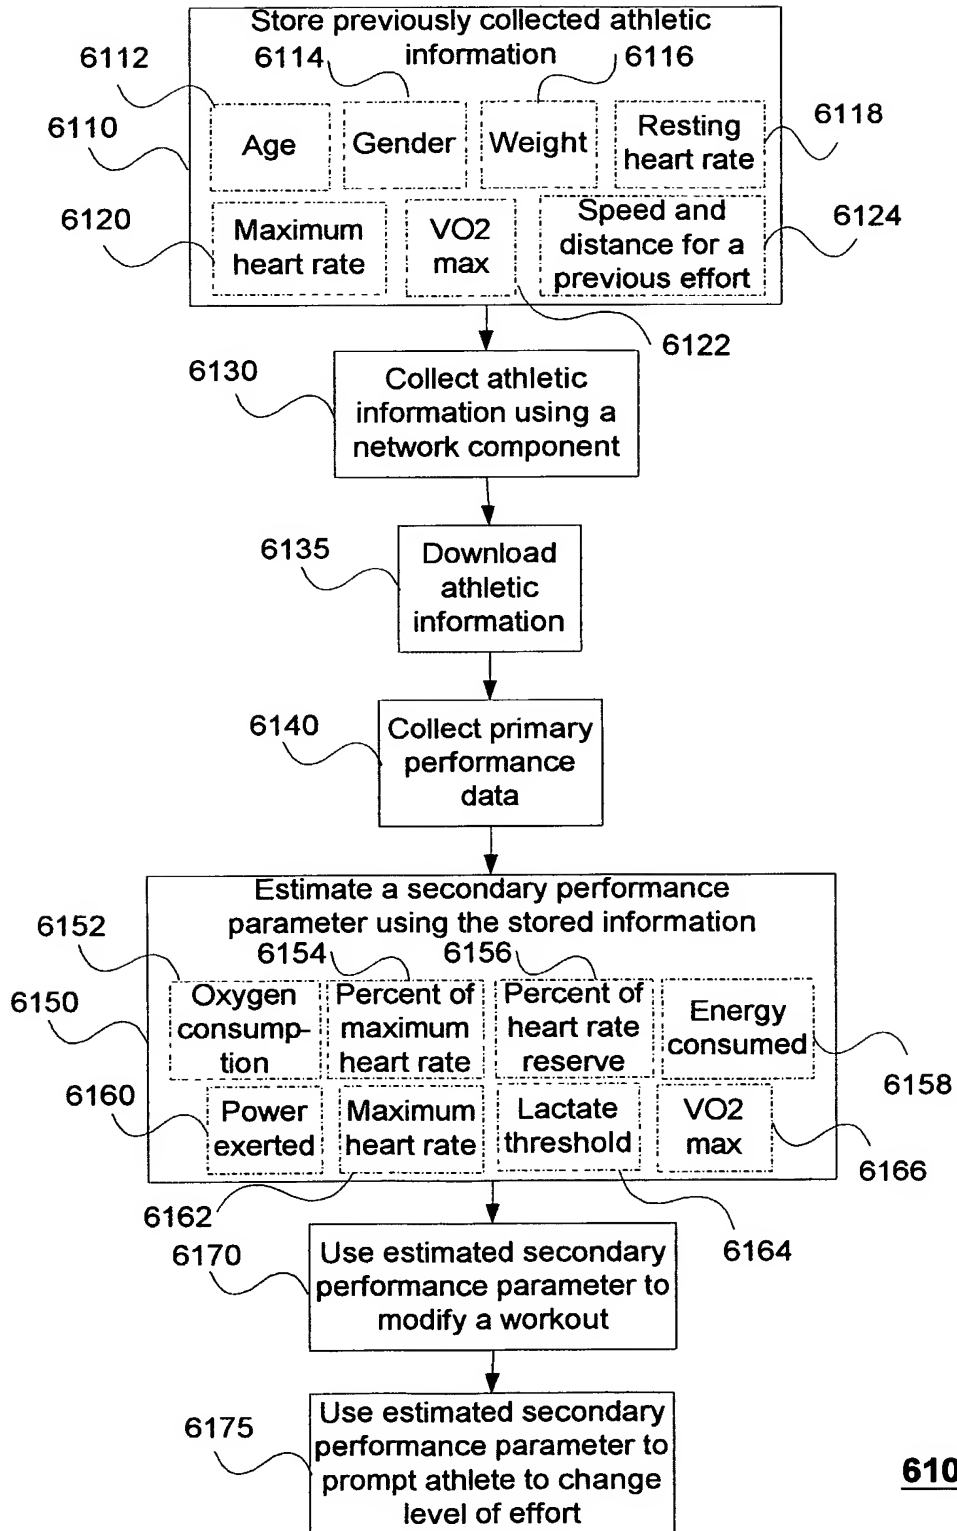 Store previously collected athletic
information
6112
6114
6116
6110
6118
Age
Gender
Weight
Resting
heart rate
6120
6124
Maximum
heart rate
VO2
max
Speed and
distance for a
previous effort
6122
6130
Collect athletic
information using a
network component
6135
Download
athletic
information
6140
Collect primary
performance
data
Estimate a secondary performance
parameter using the stored information
6152
6154
6156
6150
Oxygen
consump-
tion
Percent of
maximum
heart rate
Percent of
heart rate
reserve
Energy
consumed
6158
6160
Power
exerted
Maximum
heart rate
Lactate
threshold
VO2
max
6166
6162
6164
6170
Use estimated secondary
performance parameter to
modify a workout
6175
Use estimated secondary
performance parameter to
prompt athlete to change
level of effort
610